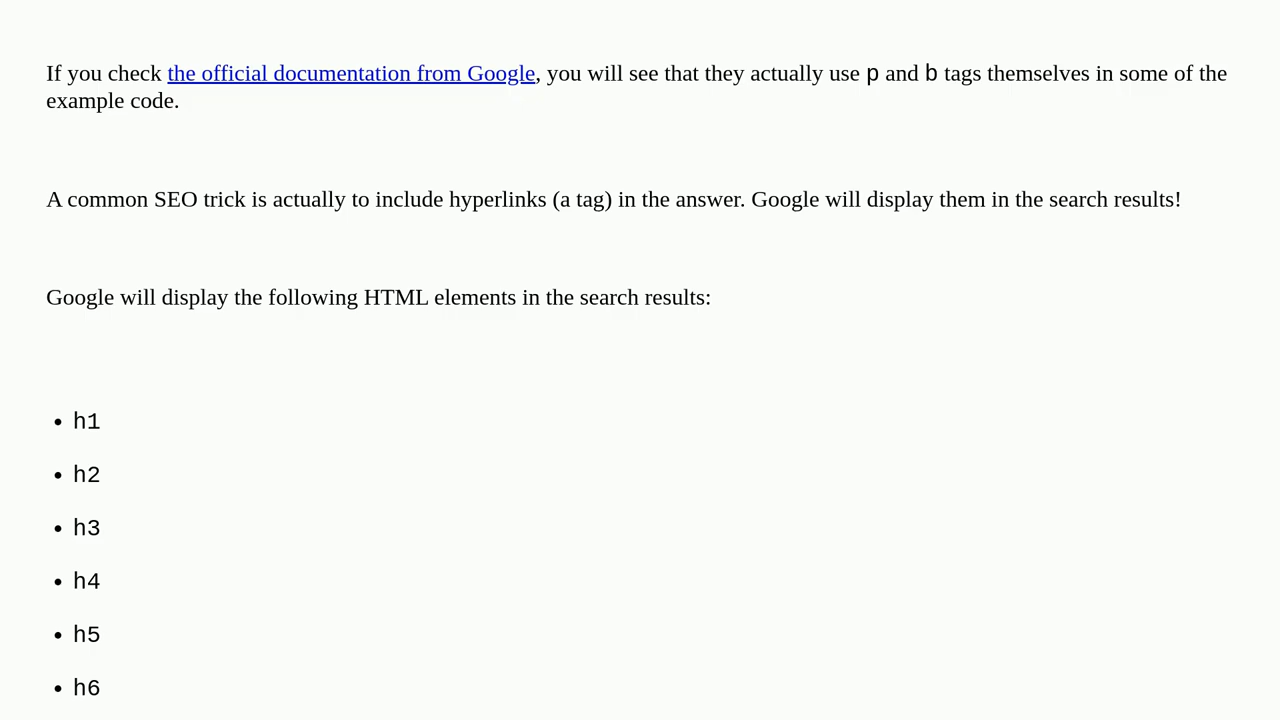 If you check the official documentation from Google, you will see that they actually use p and b tags themselves in some of the
example code.
A common SEO trick is actually to include hyperlinks (a tag) in the answer. Google will display them in the search results!
Google will display the following HTML elements in the search results:
• h1
• h2
• h3
• h4
• h5
• h6